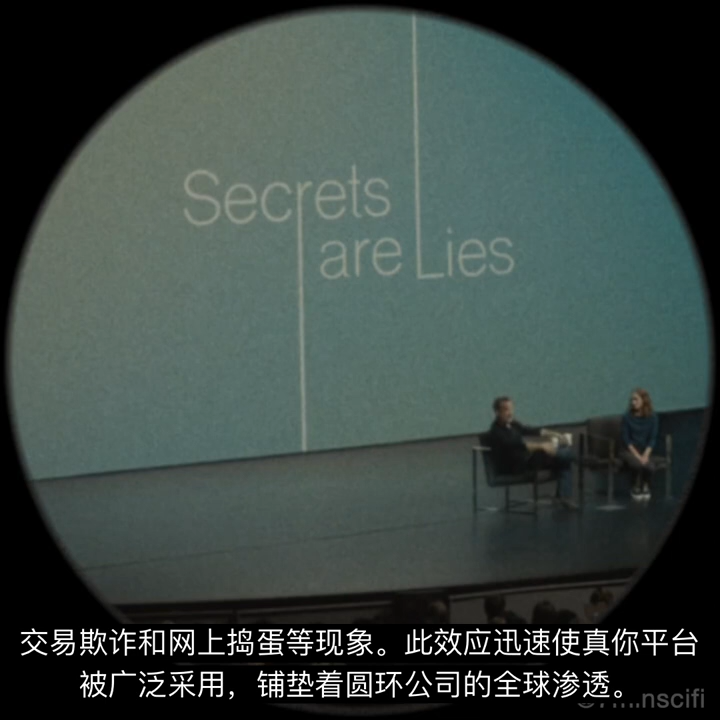 Secrets
are Lies
交易欺诈和网上捣蛋等现象。此效应迅速使真你平台
被广泛采用，铺垫着圆环公司的全球渗透。
nscifi